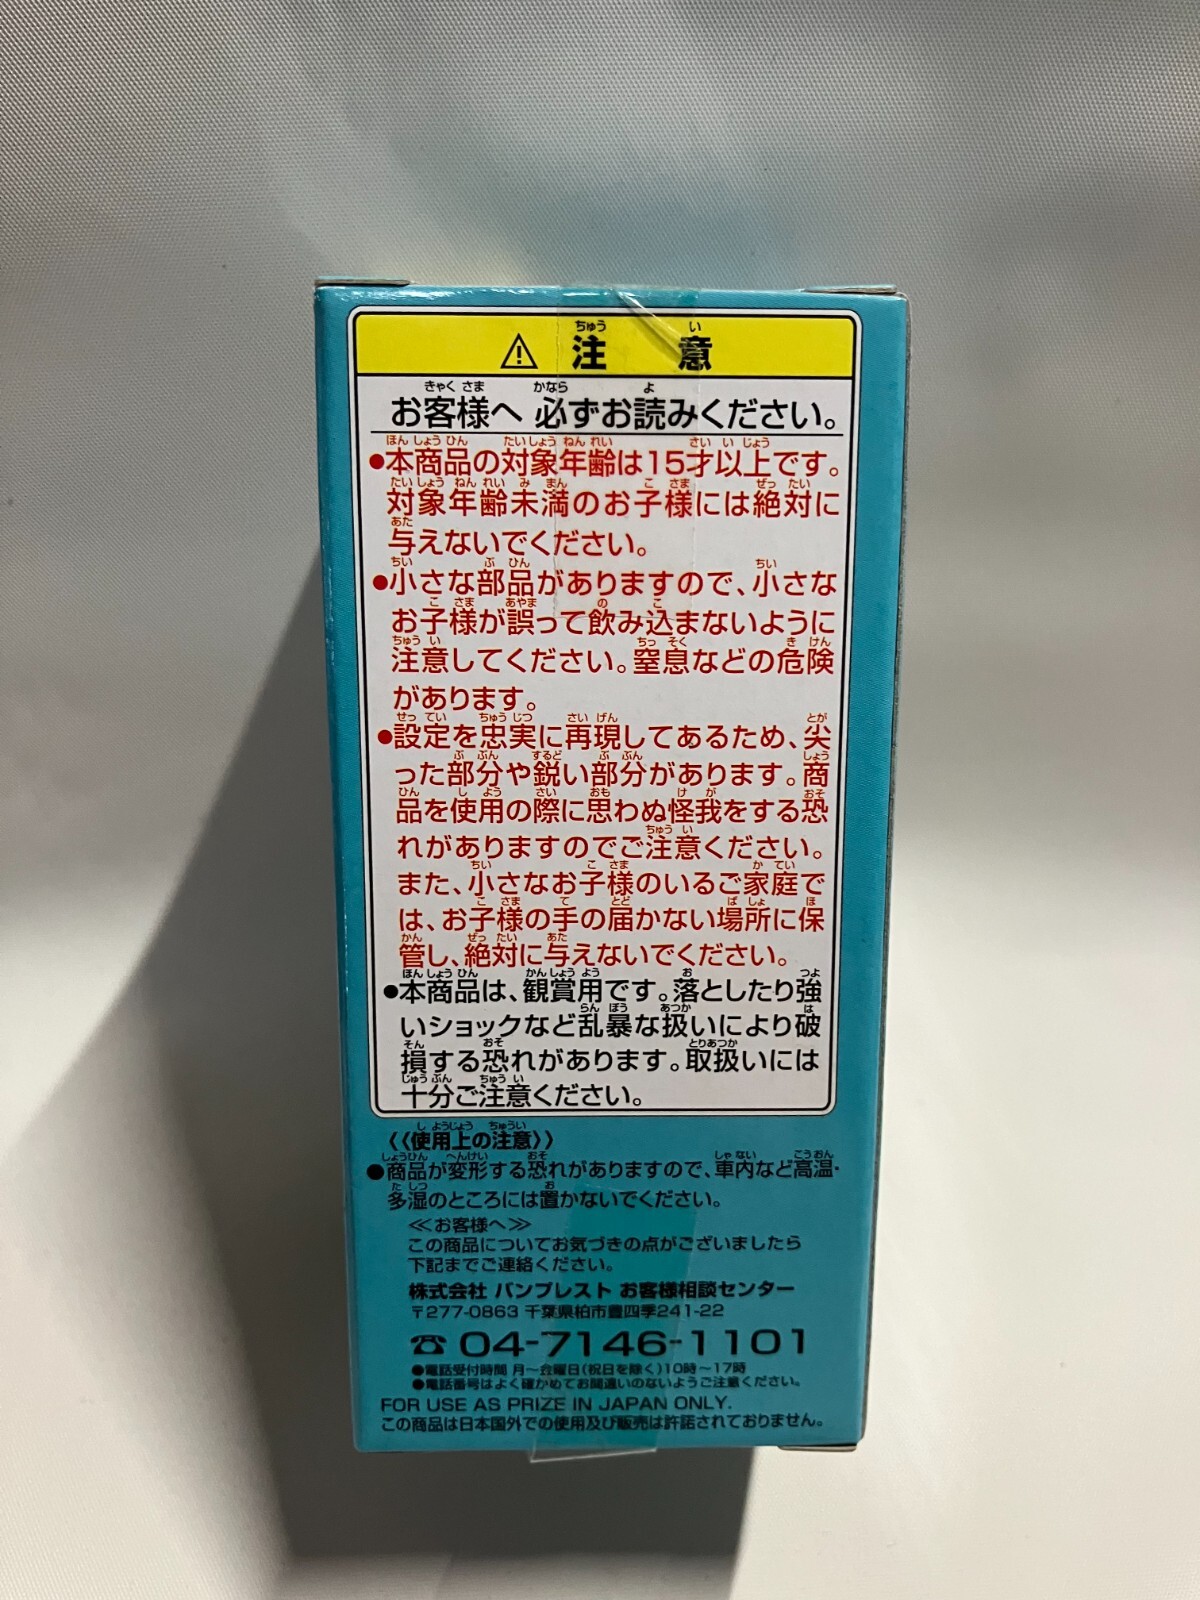 ⚠ 注意
お客様へ 必ずお読みください。
●本商品の対象年齢は15才以上です。
対象年齢未満のお子様には絶対に
与えないでください。
●小さな部品がありますので、小さな
お子様が誤って飲み込まないように
注意してください。窒息などの危険
があります。
●設定を忠実に再現してあるため、尖
った部分や鋭い部分があります。商
品を使用の際に思わぬ怪我をする恐
れがありますのでご注意ください。
また、小さなお子様のいるご家庭で
は、お子様の手の届かない場所に保
管し、絶対に与えないでください。
●本商品は、観賞用です。落としたり強
いショックなど乱暴な扱いにより破
損する恐れがあります。取扱いには
十分ご注意ください。
《使用上の注意》
●商品が変形する恐れがありますので、車内など高温・
多湿のところには置かないでください。
≪お客様へ≫
この商品についてお気づきの点がございましたら
下記までご連絡ください。
株式会社 バンプレスト お客様相談センター
〒277-0863 千葉県柏市豊四季241-22
☎ 04-7146-1101
●電話受付時間 月〜金曜日(祝日を除く)10時〜17時
●電話番号はよく確かめてお間違いのないようご注意ください。
FOR USE AS PRIZE IN JAPAN ONLY.
この商品は日本国外での使用及び販売は許諾されておりません。